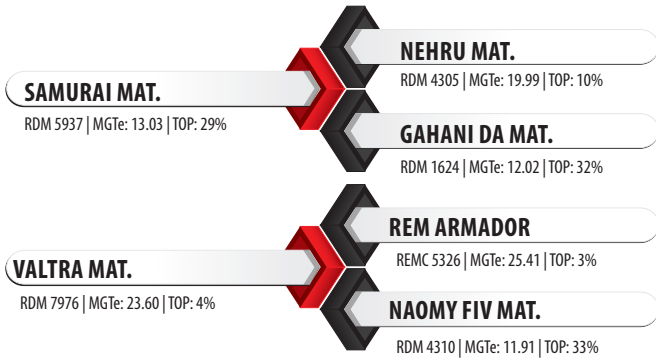 NEHRU MAT.
RDM 4305 | MGTe: 19.99 | TOP: 10%
SAMURAI MAT.
RDM 5937 | MGTe: 13.03 | TOP: 29%
GAHANI DA MAT.
RDM 1624 | MGTe: 12.02 | TOP: 32%
REM ARMADOR
REMC 5326 | MGTe: 25.41 | TOP: 3%
VALTRA MAT.
RDM 7976 | MGTe: 23.60 | TOP: 4%
NAOMY FIV MAT.
RDM 4310 | MGTe: 11.91 | TOP: 33%